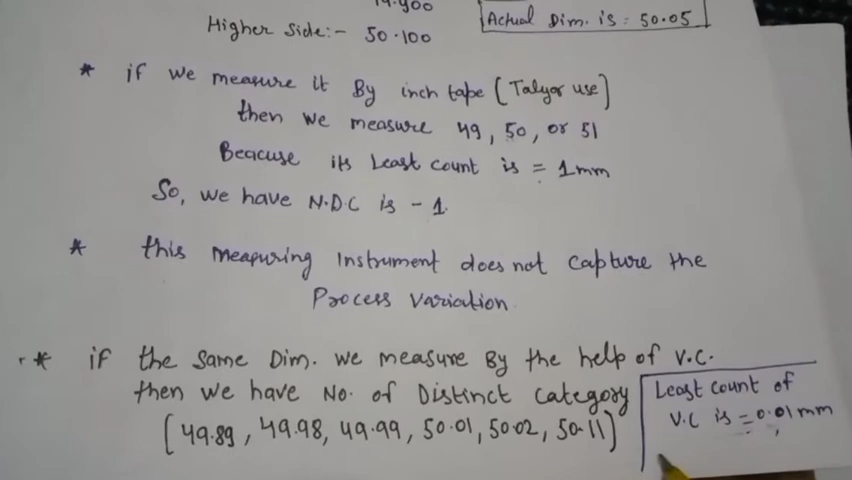 Actual Dim. is : 50.05
Higher Side:- 50.100
* if we measure it By inch tape (Talyor use)
then we measure 49, 50, or 51
Beacuse its Least count is = 1mm
So, we have N.D.C is - 1.
* this meapuring instrument does not capture the
Process variation.
* if the same Dim. we measure By the help of V.C.
then we have No. of Distinct category
[49.89, 49.98, 49.99, 50.01, 50.02, 50.11]
Least count of
V.C is = 0.01mm